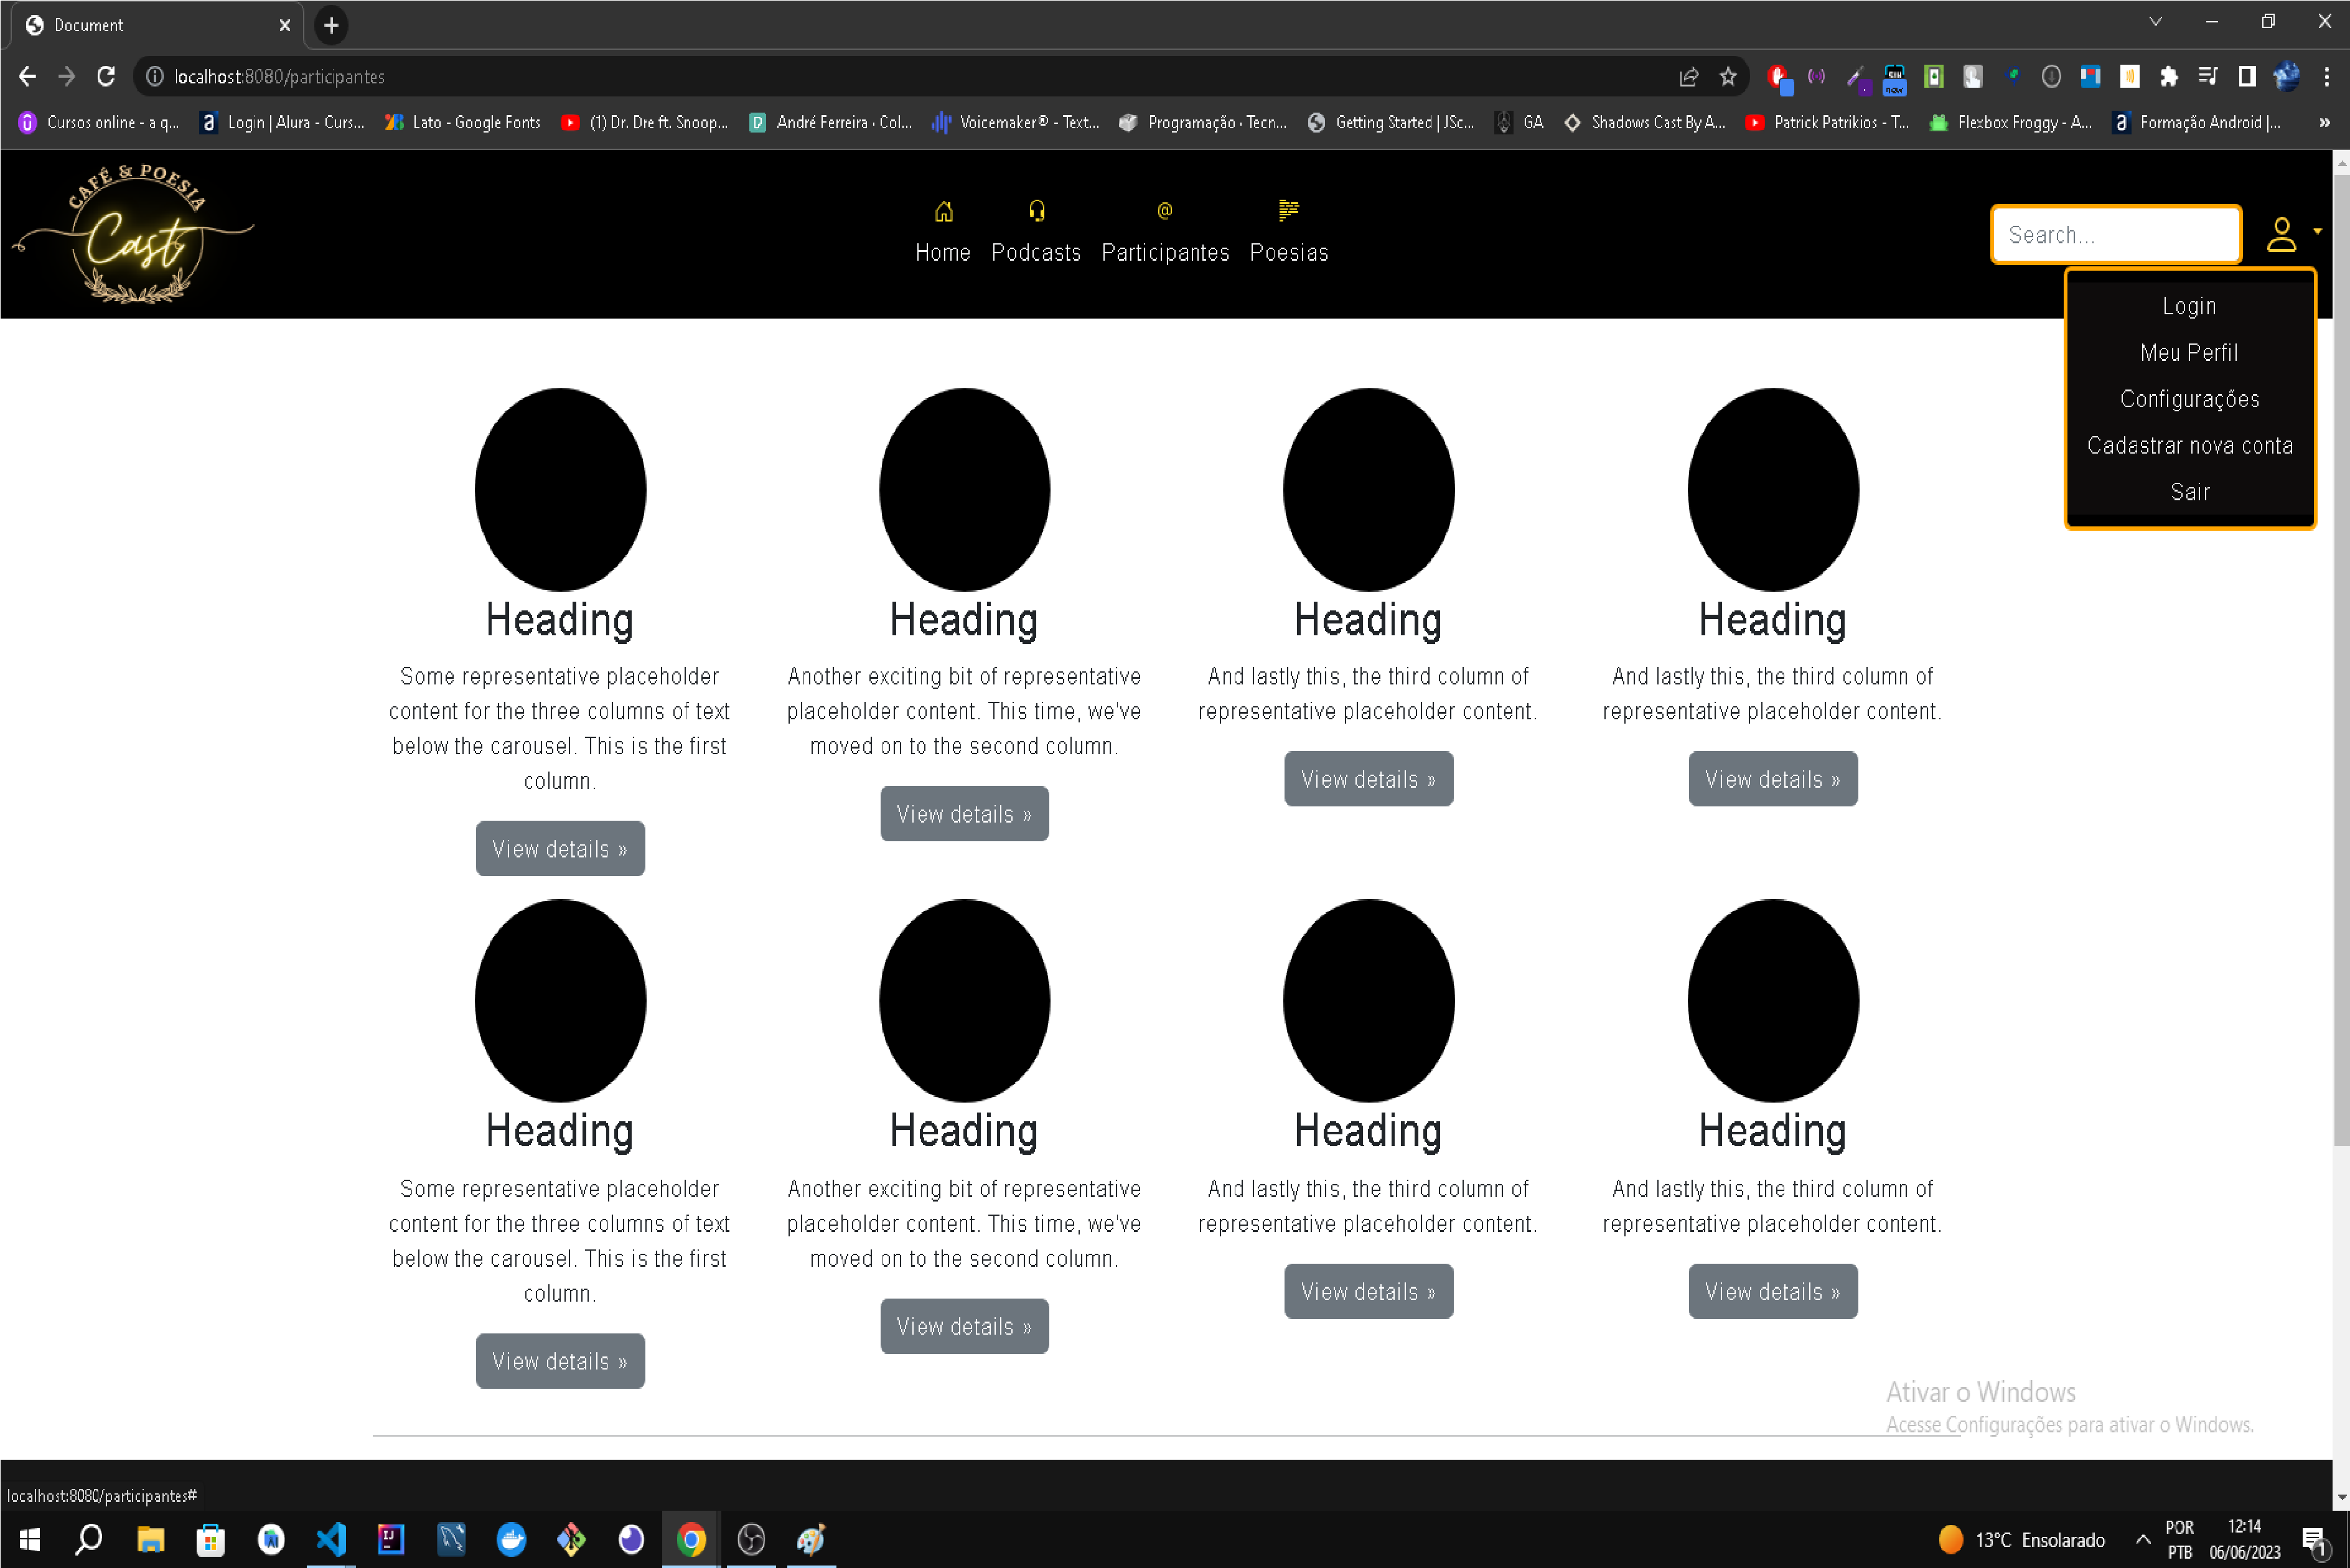 Document
localhost:8080/participantes
Cursos online - a q...
Login | Alura - Curs...
Lato - Google Fonts
(1) Dr. Dre ft. Snoop...
André Ferreira · Col...
Voicemaker® - Text...
Programação · Tecn...
Getting Started | JSc...
GA
Shadows Cast By A...
Patrick Patrikios - T...
Flexbox Froggy - A...
Formação Android |...
»
CAFÉ & POESIA
Cast
Home
Podcasts
Participantes
Poesias
Search...
Login
Meu Perfil
Configurações
Cadastrar nova conta
Sair
Heading
Some representative placeholder
content for the three columns of text
below the carousel. This is the first
column.
View details »
Heading
Another exciting bit of representative
placeholder content. This time, we've
moved on to the second column.
View details »
Heading
And lastly this, the third column of
representative placeholder content.
View details »
Heading
And lastly this, the third column of
representative placeholder content.
View details »
Heading
Some representative placeholder
content for the three columns of text
below the carousel. This is the first
column.
View details »
Heading
Another exciting bit of representative
placeholder content. This time, we've
moved on to the second column.
View details »
Heading
And lastly this, the third column of
representative placeholder content.
View details »
Heading
And lastly this, the third column of
representative placeholder content.
View details »
Ativar o Windows
Acesse Configurações para ativar o Windows.
localhost:8080/participantes#
13°C Ensolarado
POR
PTB
12:14
06/06/2023
1